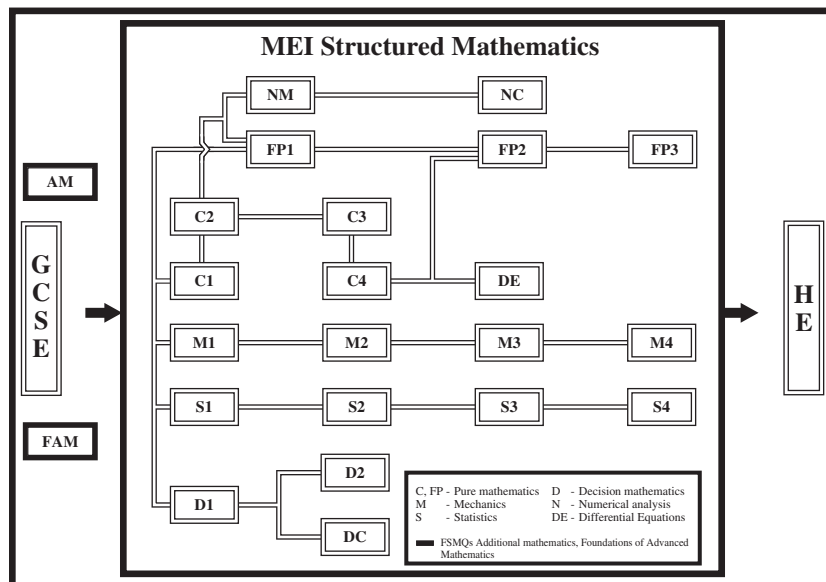 MEI Structured Mathematics
NM
NC
FP1
FP2
FP3
AM
C2
C3
G
C
S
E
C1
C4
DE
H
E
M1
M2
M3
M4
S1
S2
S3
S4
FAM
D2
D1
DC
C, FP - Pure mathematics D - Decision mathematics
M - Mechanics N - Numerical analysis
S - Statistics DE - Differential Equations
FSMQs Additional mathematics, Foundations of Advanced
Mathematics